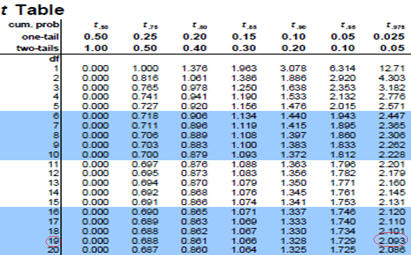 t Table
cum. prob t.50 t.75 t.80 t.85 t.90 t.95 t.975
one-tail 0.50 0.25 0.20 0.15 0.10 0.05 0.025
two-tails 1.00 0.50 0.40 0.30 0.20 0.10 0.05
df
1 0.000 1.000 1.376 1.963 3.078 6.314 12.71
2 0.000 0.816 1.061 1.386 1.886 2.920 4.303
3 0.000 0.765 0.978 1.250 1.638 2.353 3.182
4 0.000 0.741 0.941 1.190 1.533 2.132 2.776
5 0.000 0.727 0.920 1.156 1.476 2.015 2.571
6 0.000 0.718 0.906 1.134 1.440 1.943 2.447
7 0.000 0.711 0.896 1.119 1.415 1.895 2.365
8 0.000 0.706 0.889 1.108 1.397 1.860 2.306
9 0.000 0.703 0.883 1.100 1.383 1.833 2.262
10 0.000 0.700 0.879 1.093 1.372 1.812 2.228
11 0.000 0.697 0.876 1.088 1.363 1.796 2.201
12 0.000 0.695 0.873 1.083 1.356 1.782 2.179
13 0.000 0.694 0.870 1.079 1.350 1.771 2.160
14 0.000 0.692 0.868 1.076 1.345 1.761 2.145
15 0.000 0.691 0.866 1.074 1.341 1.753 2.131
16 0.000 0.690 0.865 1.071 1.337 1.746 2.120
17 0.000 0.689 0.863 1.069 1.333 1.740 2.110
18 0.000 0.688 0.862 1.067 1.330 1.734 2.101
19 0.000 0.688 0.861 1.066 1.328 1.729 2.093
20 0.000 0.687 0.860 1.064 1.325 1.725 2.086